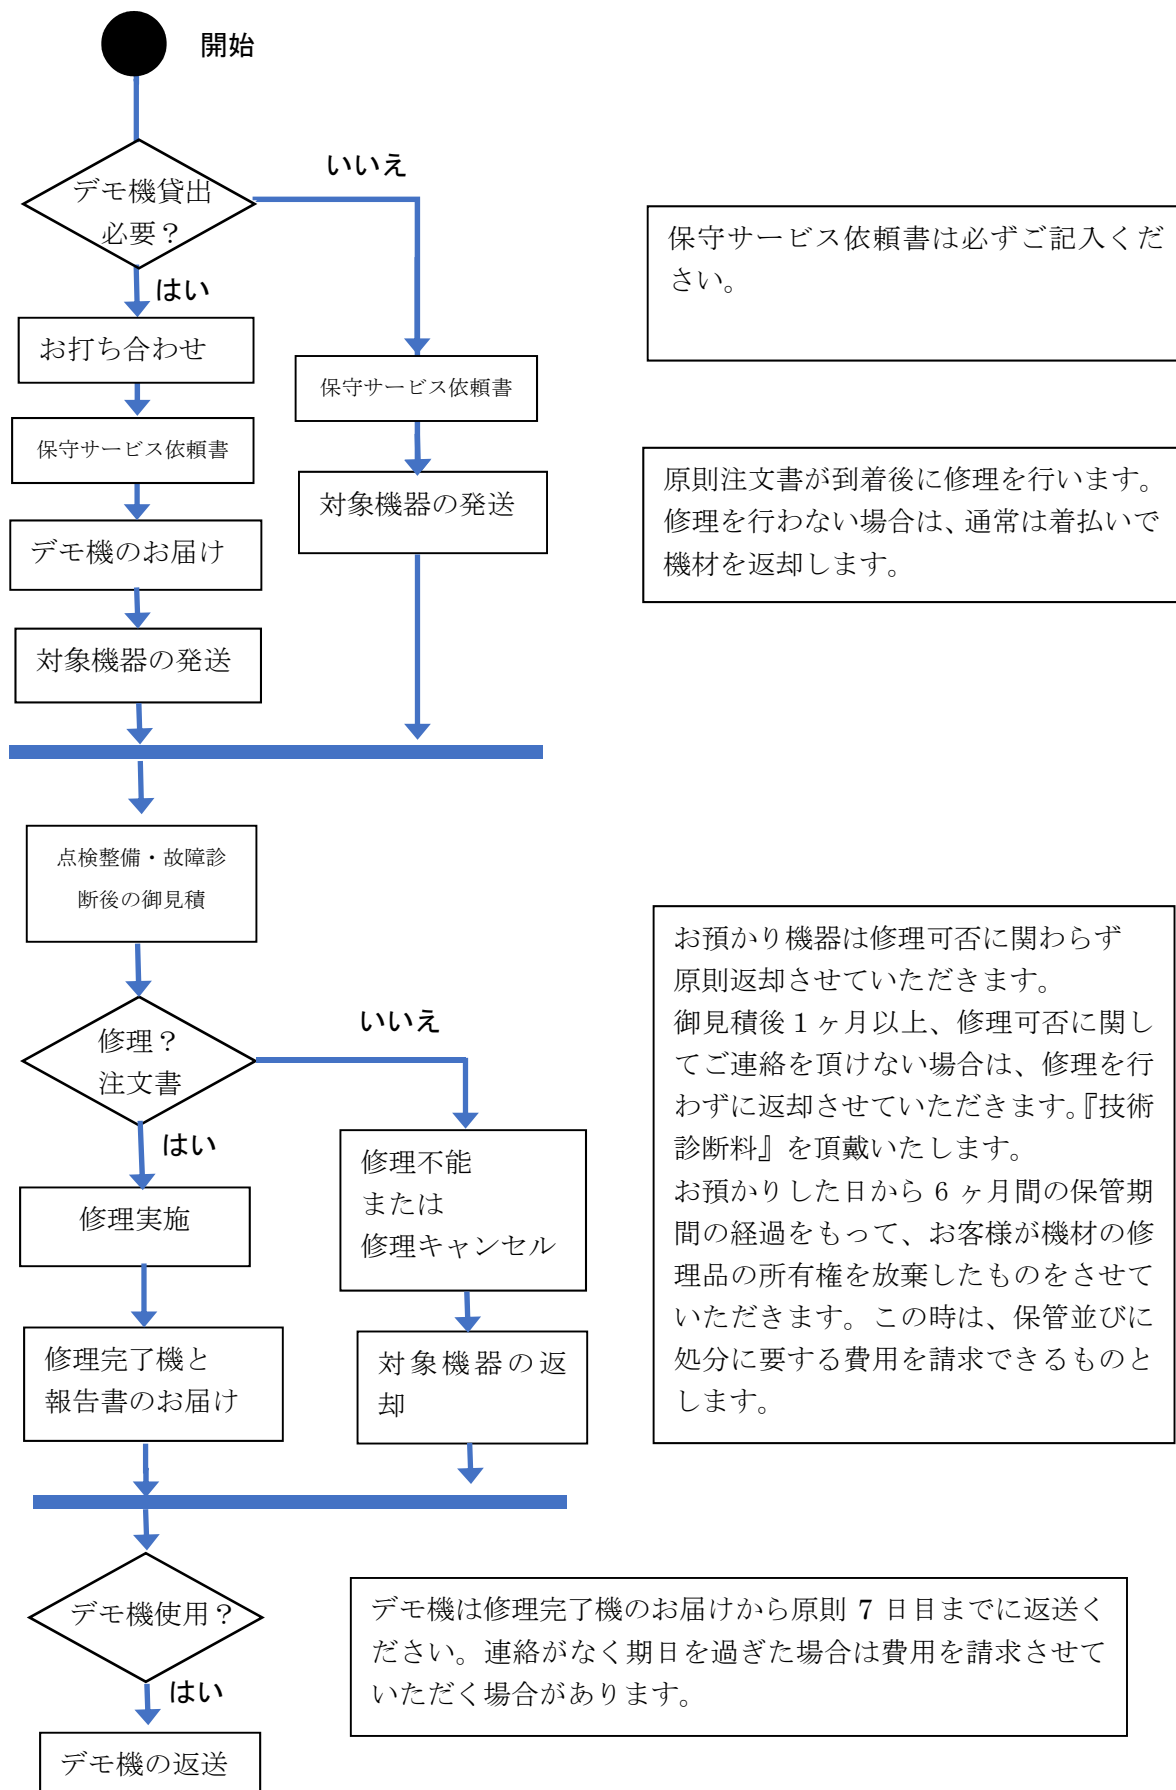 開始
デモ機貸出
必要？
いいえ
はい
お打ち合わせ
保守サービス依頼書
デモ機のお届け
対象機器の発送
保守サービス依頼書
対象機器の発送
保守サービス依頼書は必ずご記入くだ
さい。
原則注文書が到着後に修理を行います。
修理を行わない場合は、通常は着払いで
機材を返却します。
点検整備・故障診
断後の御見積
修理？
注文書
いいえ
はい
修理実施
修理完了機と
報告書のお届け
修理不能
または
修理キャンセル
対象機器の返
却
お預かり機器は修理可否に関わらず
原則返却させていただきます。
御見積後 1 ヶ月以上、修理可否に関し
てご連絡を頂けない場合は、修理を行
わずに返却させていただきます。『技術
診断料』を頂戴いたします。
お預かりした日から 6 ヶ月間の保管期
間の経過をもって、お客様が機材の修
理品の所有権を放棄したものをさせて
いただきます。この時は、保管並びに
処分に要する費用を請求できるものと
します。
デモ機使用？
はい
デモ機の返送
デモ機は修理完了機のお届けから原則 7 日目までに返送く
ださい。連絡がなく期日を過ぎた場合は費用を請求させて
いただく場合があります。